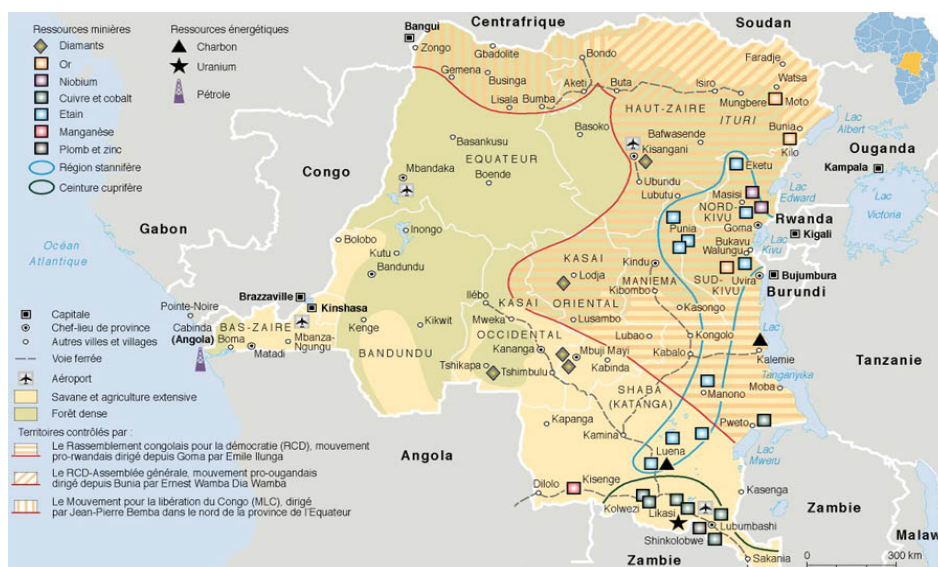 Ressources minières
Diamants
Or
Niobium
Cuivre et cobalt
Etain
Manganèse
Plomb et zinc
Région stannifère
Ceinture cuprifère
Ressources énergétiques
Charbon
Uranium
Pétrole
Centrafrique
Soudan
Bangui
Zongo
Gbadolite
Bondo
Faradje
Gemena
Businga
Aketi
Buta
Isiro
Watsa
Lisala
Bumba
Mungbere
Moto
HAUT-ZAIRE
ITURI
Basoko
Bafwasende
Bunia
Lac
Albert
Basankusu
Kisangani
Kilo
Ouganda
EQUATEUR
Congo
Mbandaka
Boende
Ubundu
Eketu
Kampala
Lubutu
Masisi
Lac
Edward
Lac
Victoria
NORD-
KIVU
Rwanda
Gabon
Inongo
Punia
Goma
Kigali
Bolobo
Bukavu
Lac
Kivu
Océan
Atlantique
Kutu
Walungu
Bandundu
KASAI
Kindu
Bujumbura
Lodja
MANIEMA
SUD-
KIVU
Uvira
Burundi
Brazzaville
Kinshasa
Ilébo
KASAI
ORIENTAL
Kibombo
Pointe-Noire
Kasongo
Cabinda
(Angola)
BAS-ZAIRE
Kenge
Kikwit
Mweka
OCCIDENTAL
Lusambo
Boma
Matadi
Mbanza-
Ngungu
Lubao
Kongolo
Lac
Kananga
Mbuji Mayi
Kabalo
Kalemie
Tanzanie
BANDUNDU
Kabinda
Tshikapa
Tshimbulu
Tanganyika
SHABA
(KATANGA)
Manono
Moba
Kapanga
Pweto
Kamina
Angola
Luena
Lac
Mweru
Dilolo
Kisenge
Kasenga
Kolwezi
Likasi
Zambie
Lubumbashi
Shinkolobwe
Malaw
Zambie
Sakania
0
300 km
Capitale
Chef-lieu de province
Autres villes et villages
Voie ferrée
Aéroport
Savane et agriculture extensive
Forêt dense
Territoires contrôlés par :
Le Rassemblement congolais pour la démocratie (RCD), mouvement
pro-rwandais dirigé depuis Goma par Emile Ilunga
Le RCD-Assemblée générale, mouvement pro-ougandais
dirigé depuis Bunia par Ernest Wamba Dia Wamba
Le Mouvement pour la libération du Congo (MLC), dirigé
par Jean-Pierre Bemba dans le nord de la province de l'Equateur